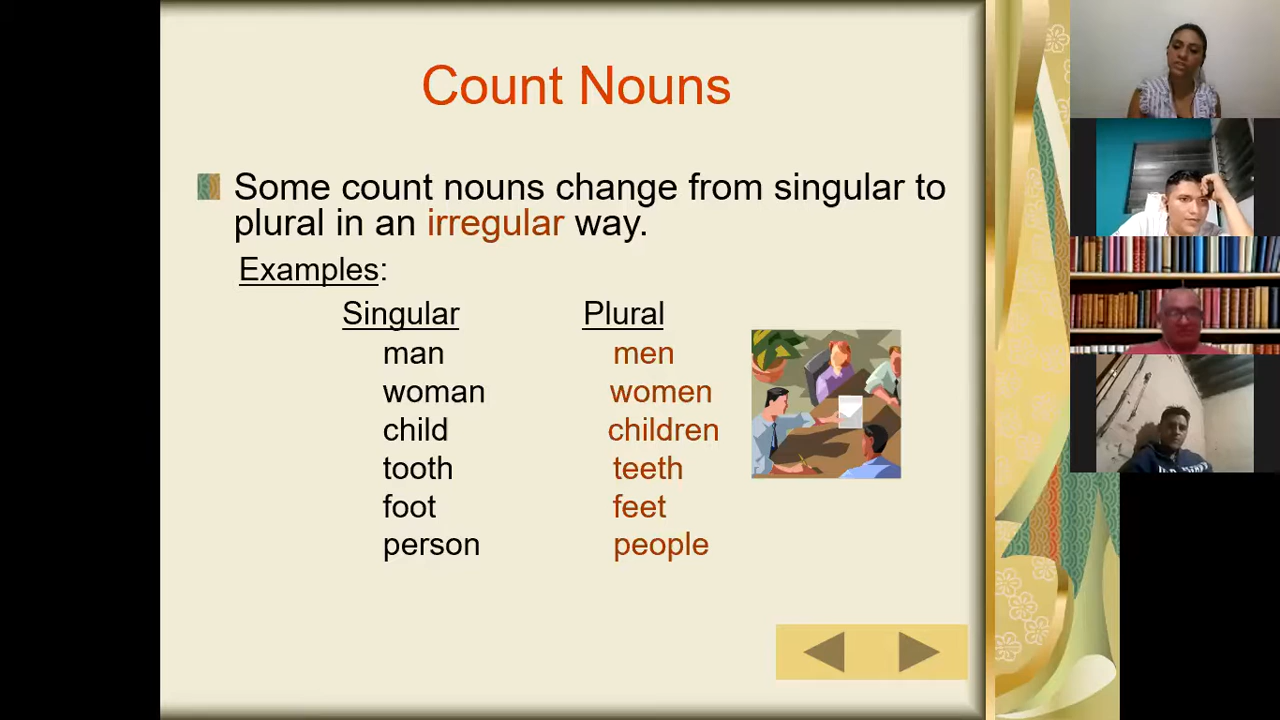 Count Nouns
Some count nouns change from singular to
plural in an irregular way.
Examples:
Singular Plural
man men
woman women
child children
tooth teeth
foot feet
person people